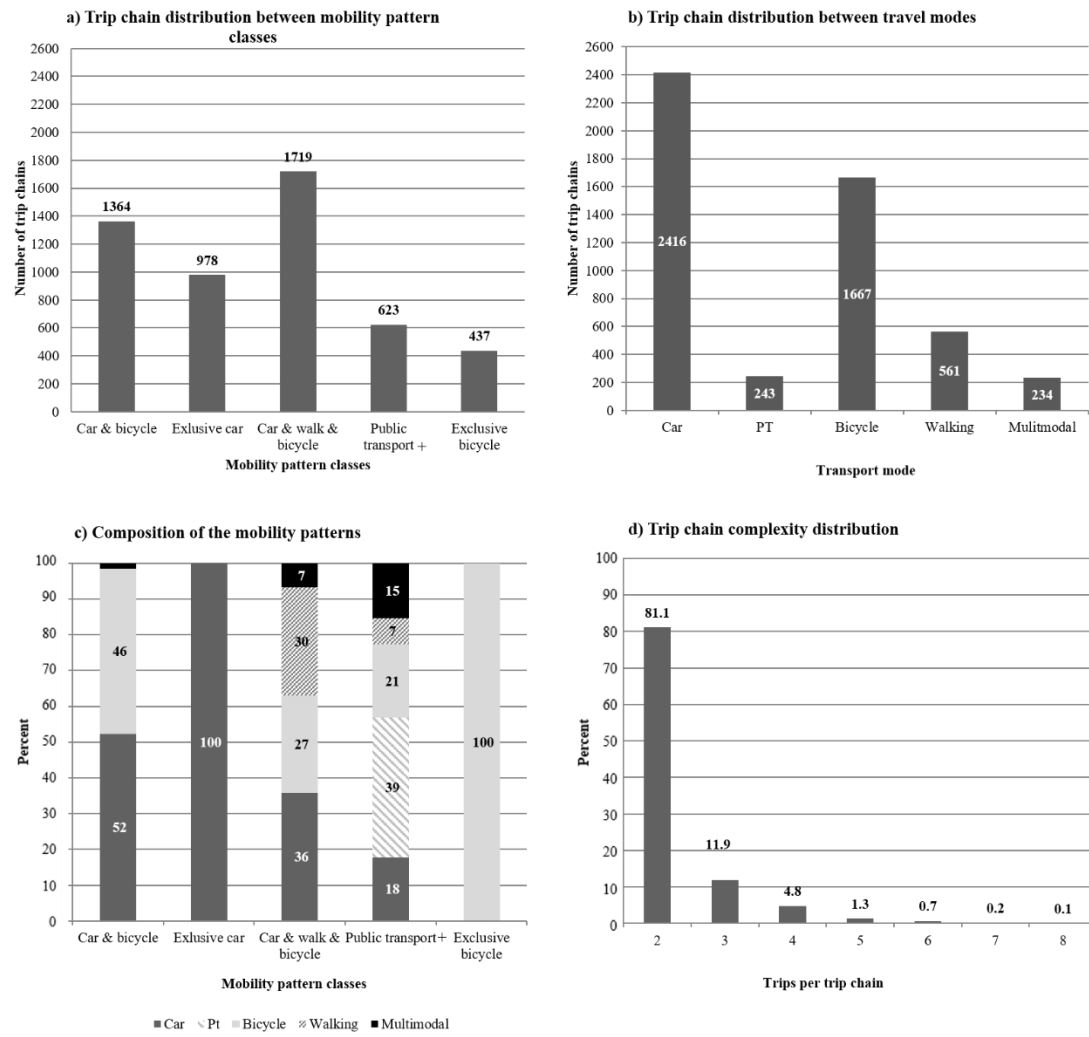 a) Trip chain distribution between mobility pattern
classes
Number of trip chains
2600
2400
2200
2000
1800
1600
1400
1200
1000
800
600
400
200
0
1364
978
1719
623
437
Car & bicycle
Exlusive car
Car & walk &
bicycle
Public
transport +
Exclusive
bicycle
Mobility pattern classes
b) Trip chain distribution between travel modes
Number of trip chains
2600
2400
2200
2000
1800
1600
1400
1200
1000
800
600
400
200
0
2416
243
1667
561
234
Car
PT
Bicycle
Walking
Mulitmodal
Transport mode
c) Composition of the mobility patterns
Percent
100
90
80
70
60
50
40
30
20
10
0
46
52
100
7
30
27
36
15
7
21
39
18
100
Car & bicycle
Exlusive car
Car & walk &
bicycle
Public transport+
Exclusive
bicycle
Mobility pattern classes
Car Pt Bicycle Walking Multimodal
d) Trip chain complexity distribution
Percent
100
90
80
70
60
50
40
30
20
10
0
81.1
11.9
4.8
1.3
0.7
0.2
0.1
2 3 4 5 6 7 8
Trips per trip chain